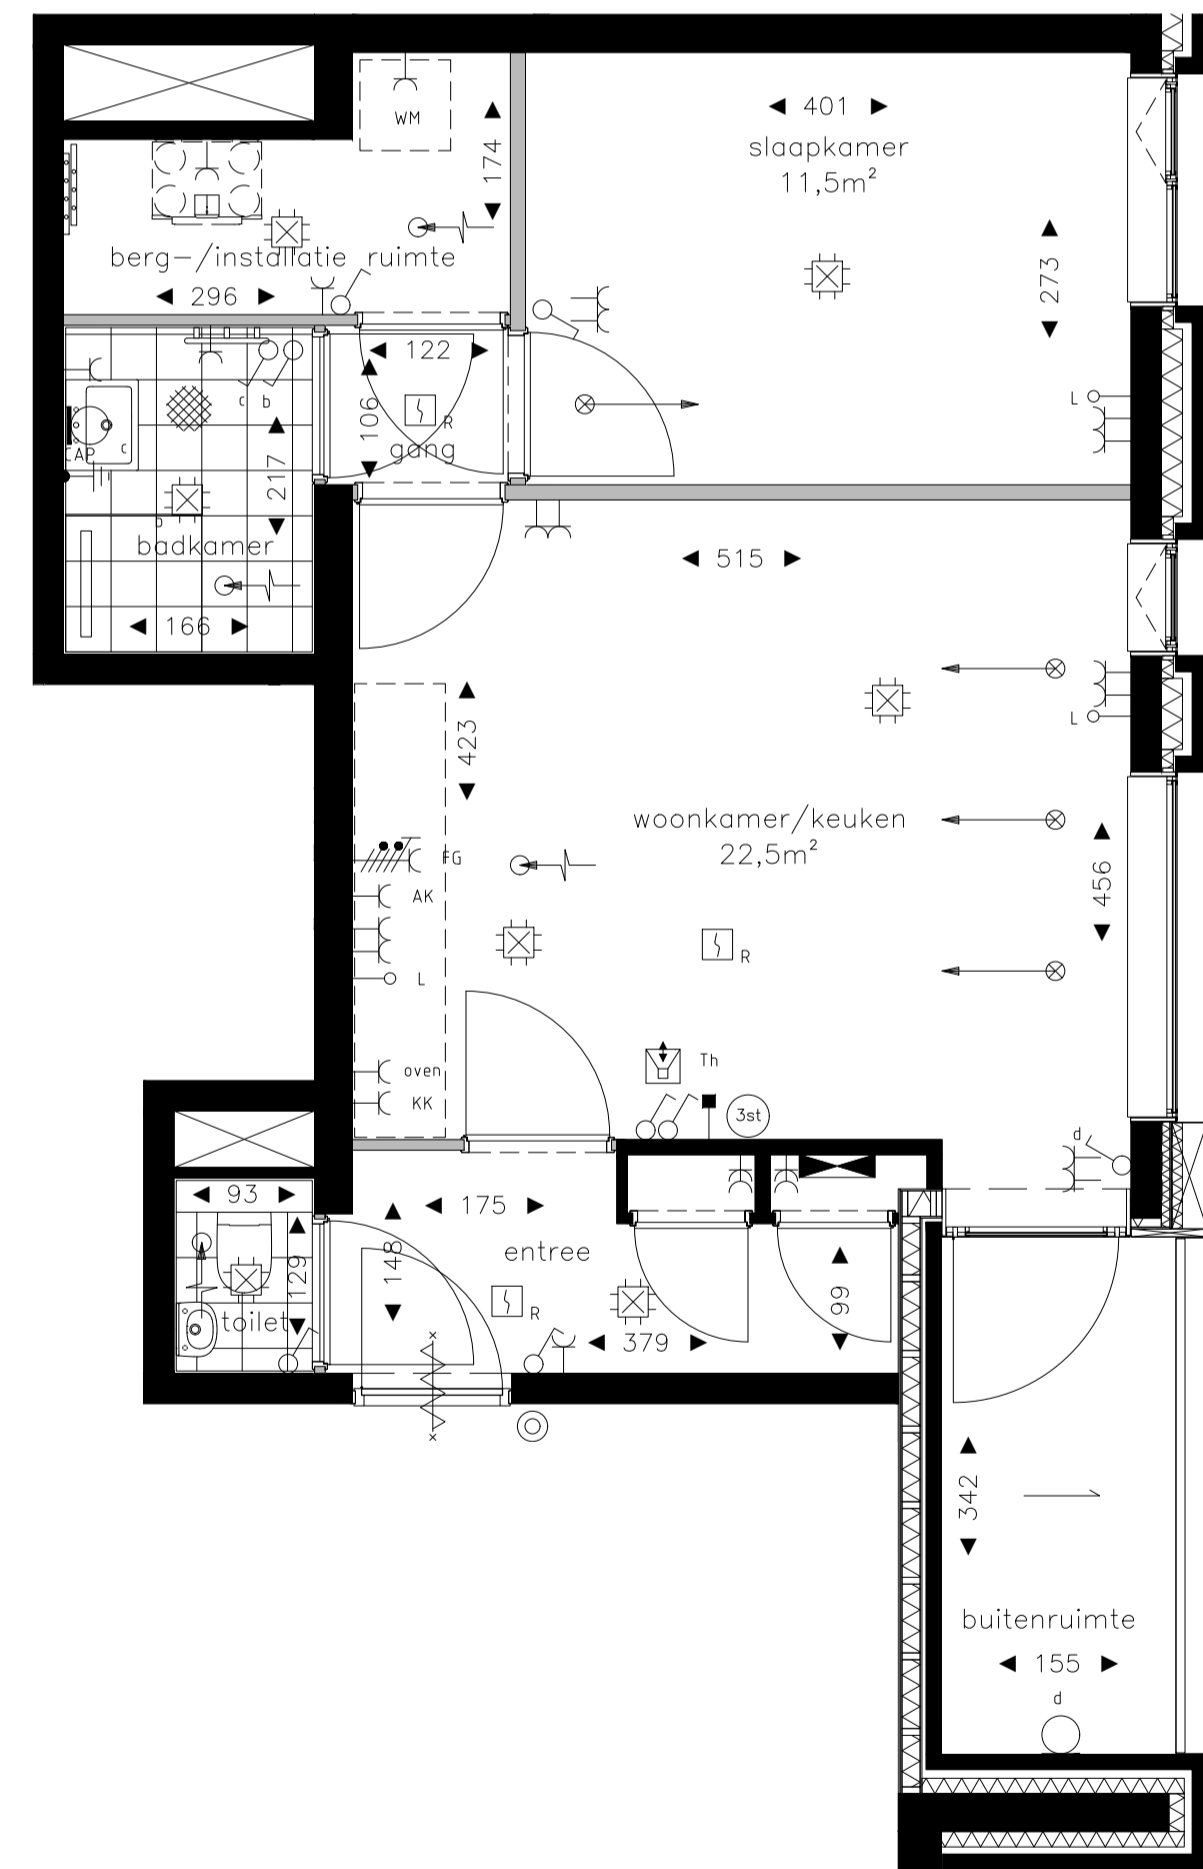 WM
174
401
slaapkamer
11,5m²
273
berg-/installatie ruimte
296
122
106
R
gang
c b
CAP
c
217
b
badkamer
166
L
515
423
L
woonkamer/keuken
22,5m²
456
FG
AK
L
R
oven
KK
Th
3st
d
93
129
toilet
175
148
entree
R
379
99
342
buitenruimte
155
d